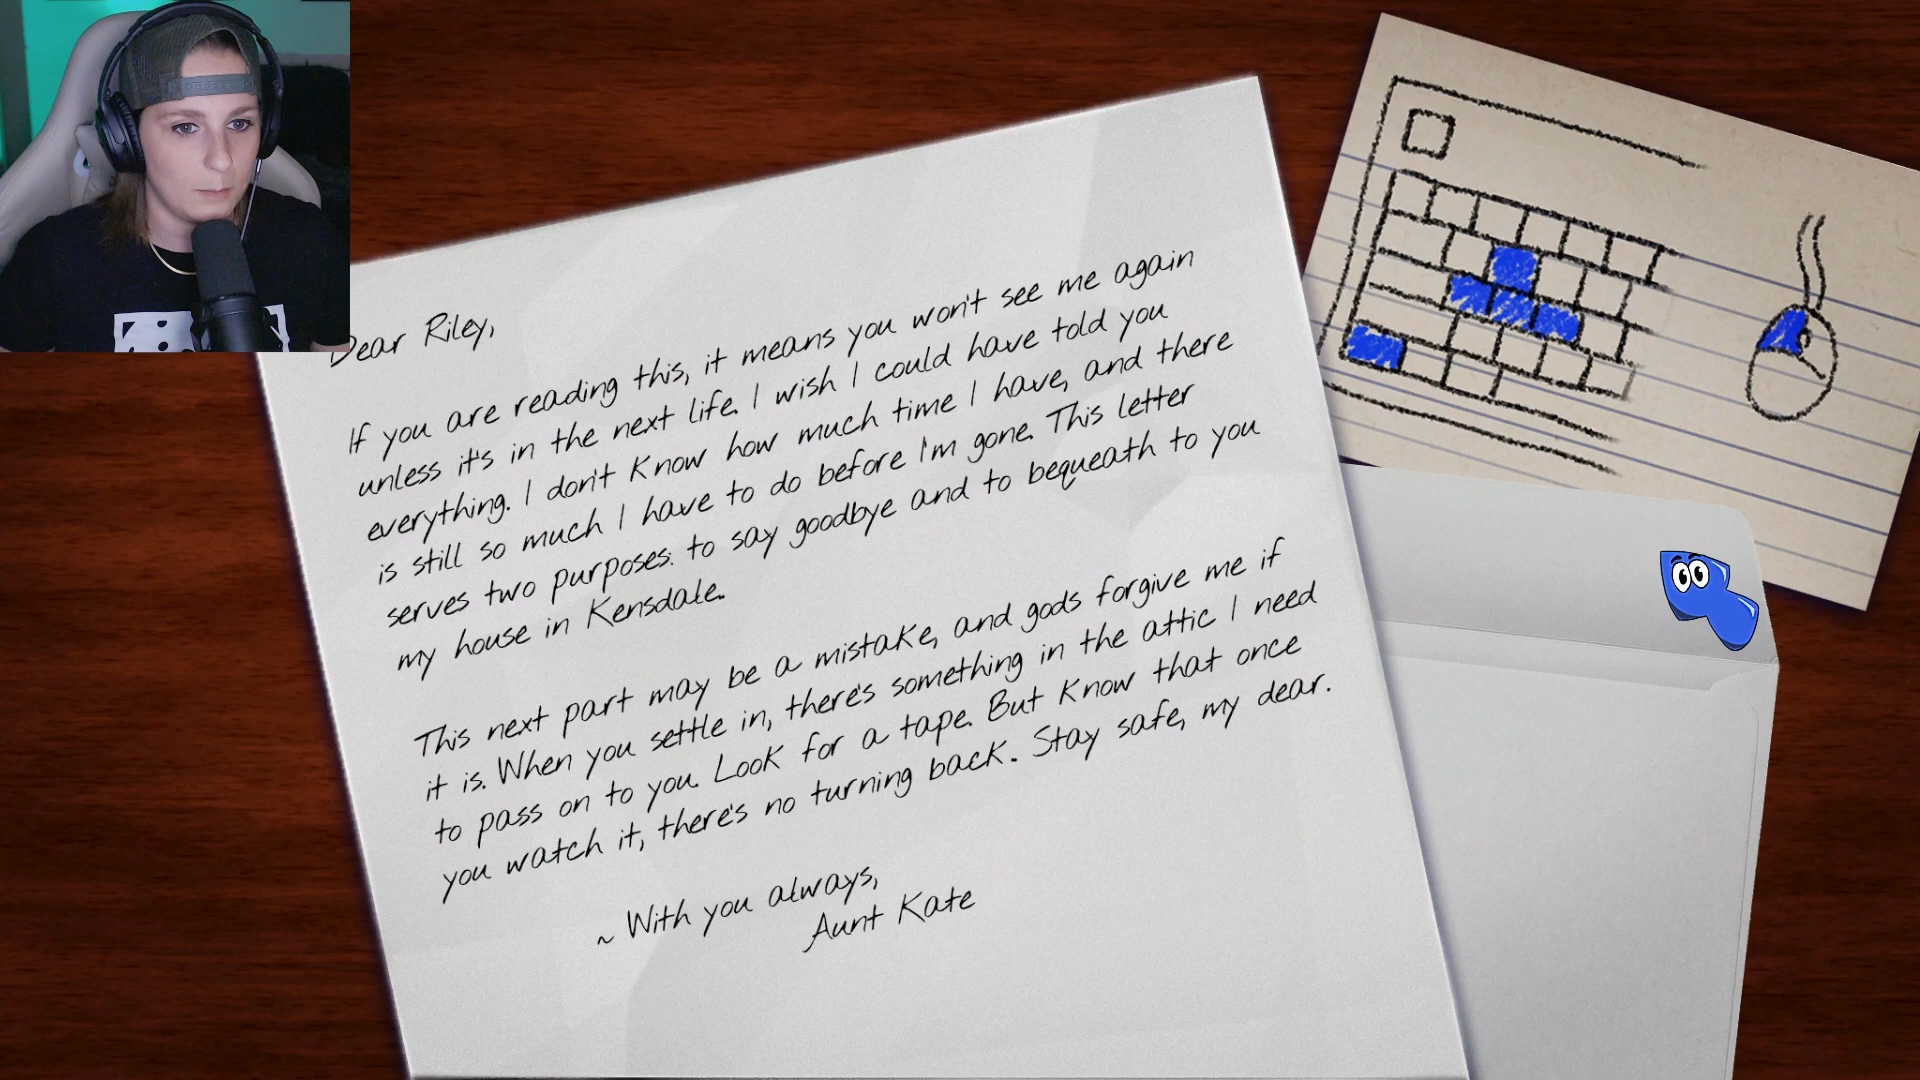 Dear Riley,
If you are reading this, it means you won't see me again
unless it's in the next life. I wish I could have told you
everything. I don't know how much time I have, and there
is still so much I have to do before I'm gone. This letter
serves two purposes: to say goodbye and to bequeath to you
my house in Kensdale.
This next part may be a mistake, and gods forgive me if
it is. When you settle in, there's something in the attic I need
to pass on to you. Look for a tape. But know that once
you watch it, there's no turning back. Stay safe, my dear.
~ With you always,
Aunt Kate